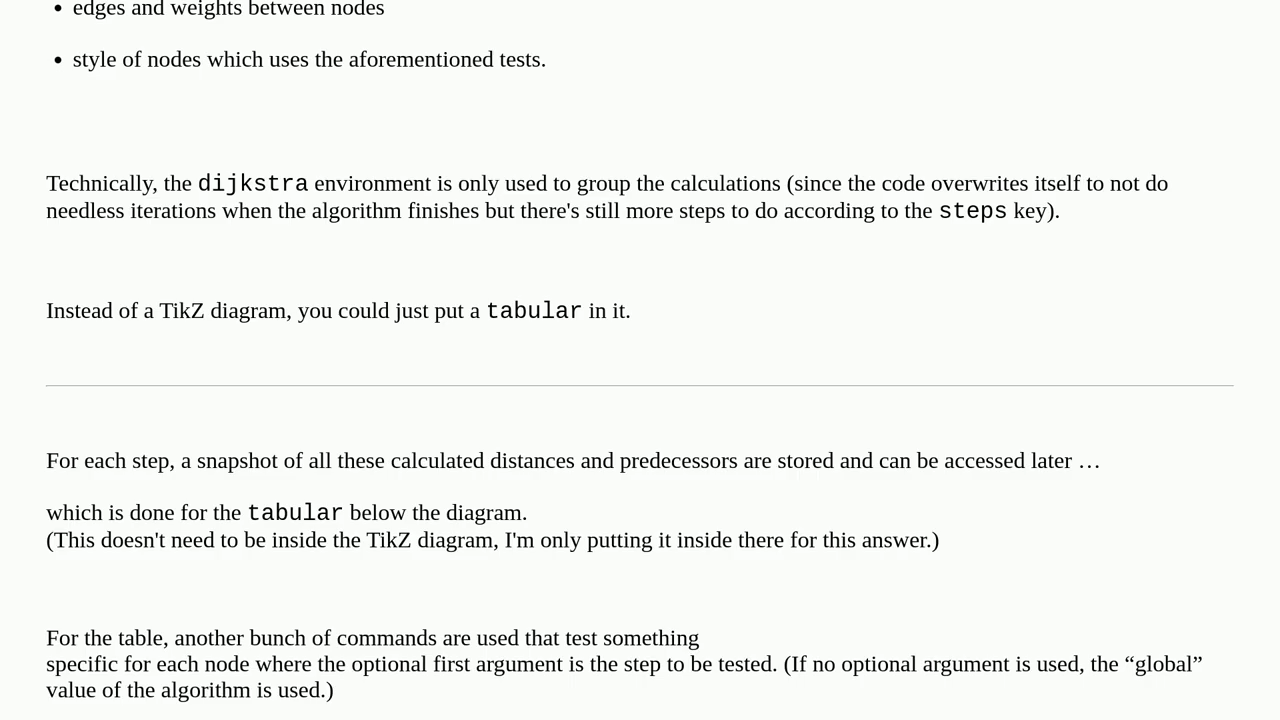 • edges and weights between nodes
• style of nodes which uses the aforementioned tests.
Technically, the dijkstra environment is only used to group the calculations (since the code overwrites itself to not do
needless iterations when the algorithm finishes but there's still more steps to do according to the steps key).
Instead of a TikZ diagram, you could just put a tabular in it.
For each step, a snapshot of all these calculated distances and predecessors are stored and can be accessed later …
which is done for the tabular below the diagram.
(This doesn't need to be inside the TikZ diagram, I'm only putting it inside there for this answer.)
For the table, another bunch of commands are used that test something
specific for each node where the optional first argument is the step to be tested. (If no optional argument is used, the “global”
value of the algorithm is used.)